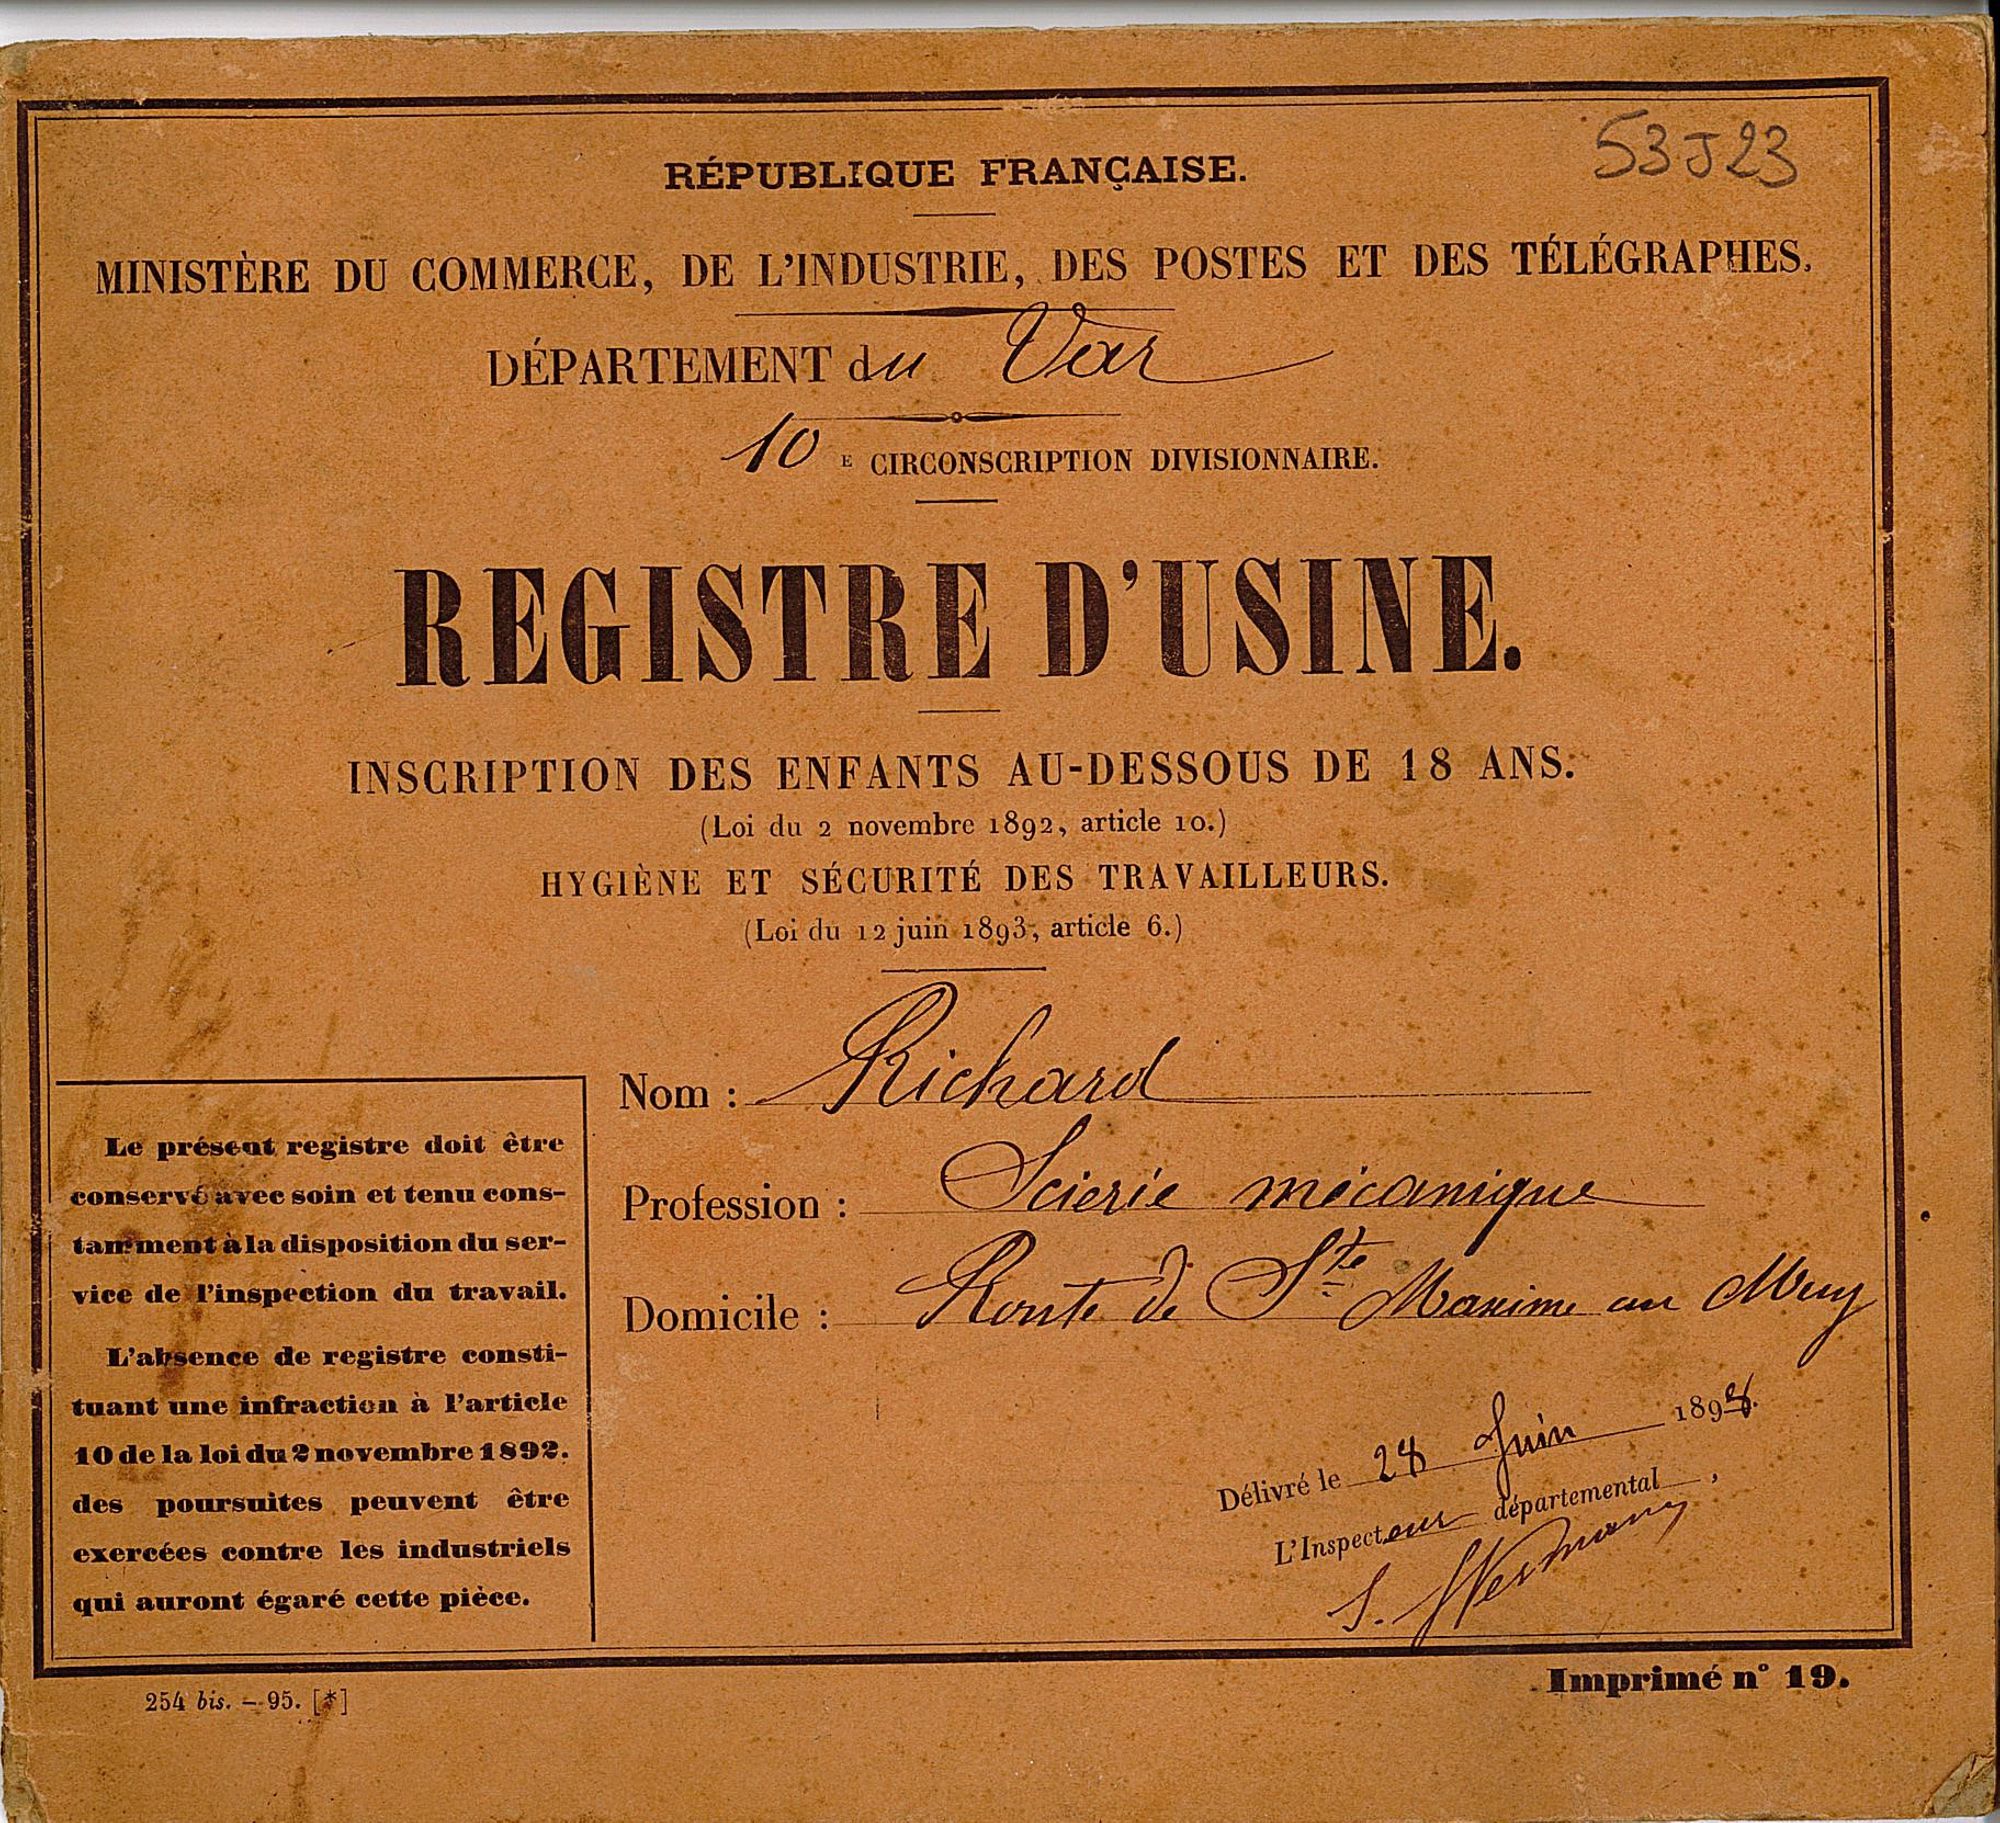 53 J 23
RÉPUBLIQUE FRANÇAISE.
MINISTÈRE DU COMMERCE, DE L'INDUSTRIE, DES POSTES ET DES TÉLÉGRAPHES.
DÉPARTEMENT du Var
10 E CIRCONSCRIPTION DIVISIONNAIRE.
REGISTRE D'USINE.
INSCRIPTION DES ENFANTS AU-DESSOUS DE 18 ANS.
(Loi du 2 novembre 1892, article 10.)
HYGIÈNE ET SÉCURITÉ DES TRAVAILLEURS.
(Loi du 12 juin 1893, article 6.)
Le présent registre doit être
conservé avec soin et tenu cons-
tamment à la disposition du ser-
vice de l'inspection du travail.
L'absence de registre consti-
tuant une infraction à l'article
10 de la loi du 2 novembre 1892,
des poursuites peuvent être
exercées contre les industriels
qui auront égaré cette pièce.
Nom : Richard
Profession : Scierie mécanique
Domicile : Route de Ste Maxime au Muy
Délivré le 28 Juin 1898.
L'Inspecteur départemental,
254 bis. – 95. [*]
Imprimé n° 19.